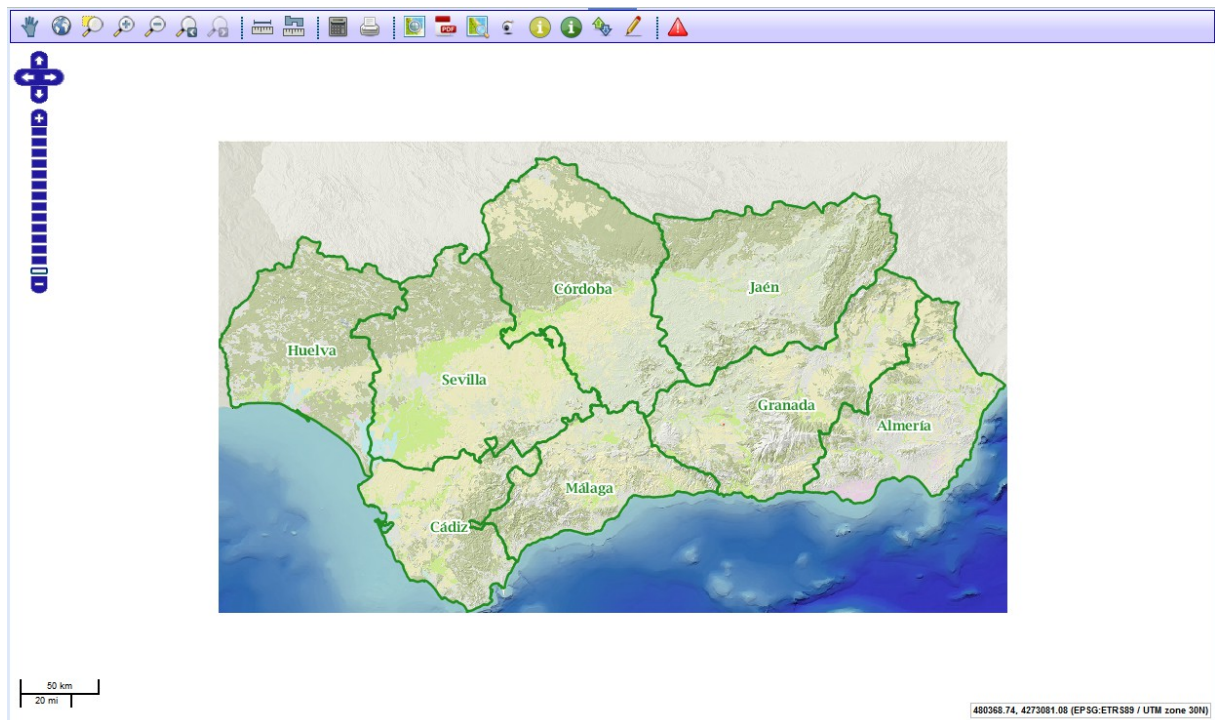 PDF
Córdoba
Jaén
Huelva
Sevilla
Granada
Almería
Málaga
Cádiz
50 km
20 mi
480368.74, 4273081.08 (EPSG:ETRS89 / UTM zone 30N)